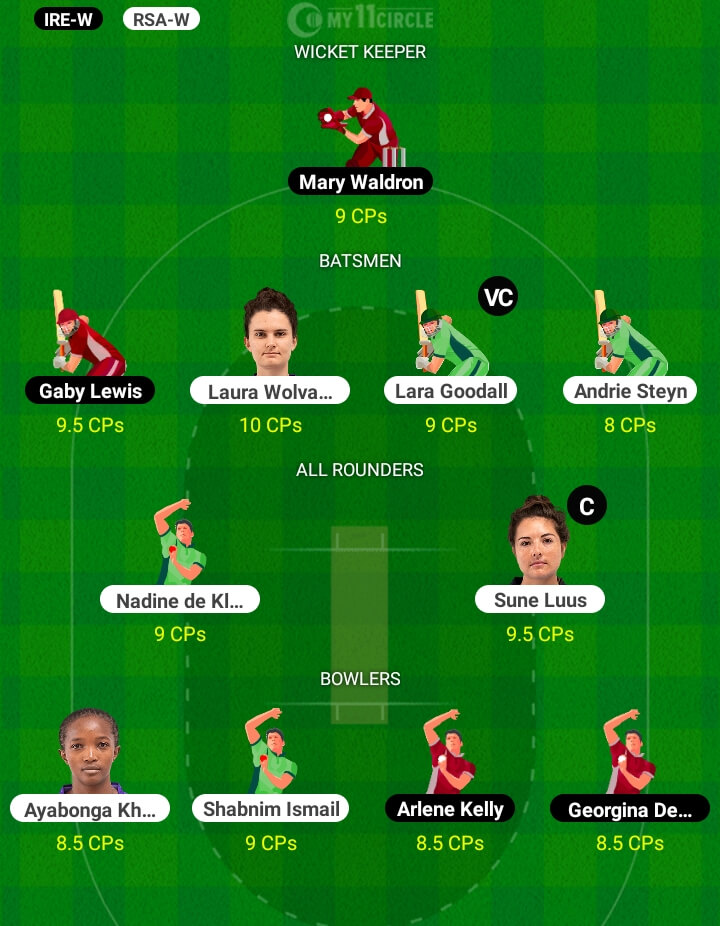 IRE-W RSA-W MY11CIRCLE
WICKET KEEPER
Mary Waldron
9 CPs
BATSMEN
VC
Gaby Lewis Laura Wolva... Lara Goodall Andrie Steyn
9.5 CPs 10 CPs 9 CPs 8 CPs
ALL ROUNDERS
C
Nadine de Kl... Sune Luus
9 CPs 9.5 CPs
BOWLERS
Ayabonga Kh... Shabnim Ismail Arlene Kelly Georgina De...
8.5 CPs 9 CPs 8.5 CPs 8.5 CPs